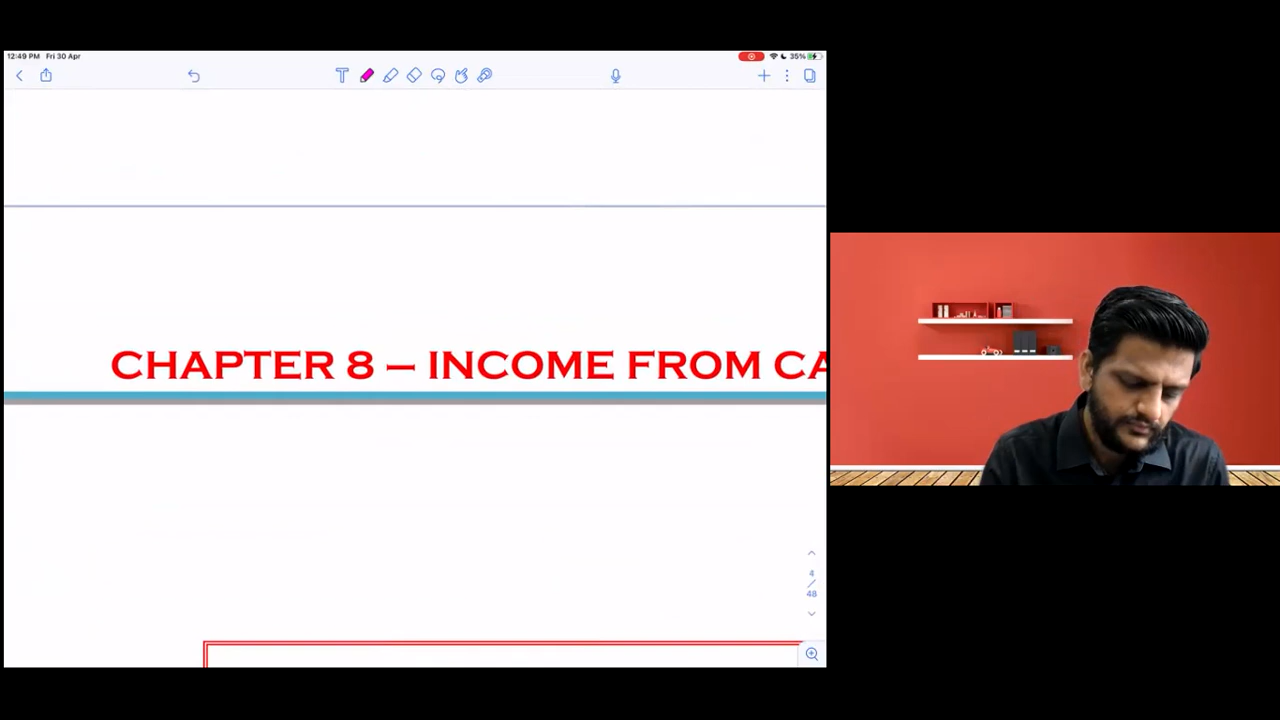 12:49 PM Fri 30 Apr
35%
T
CHAPTER 8 – INCOME FROM CA
4
/
48